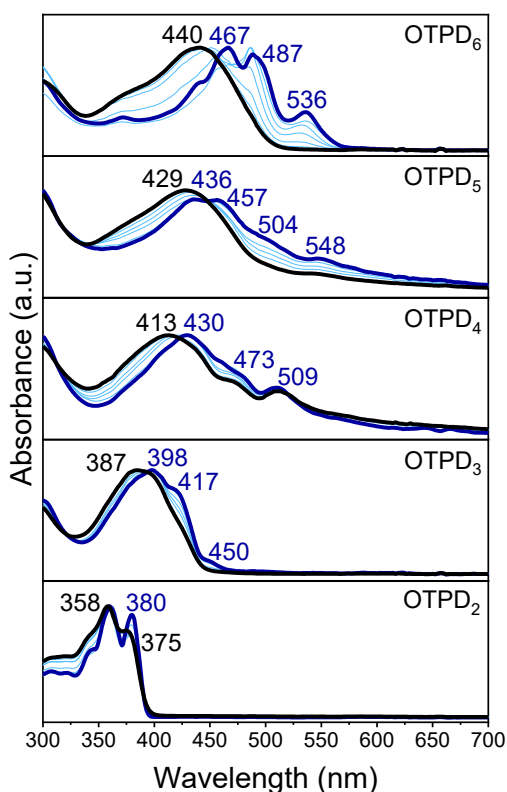 440 467 OTPD₆
487
536
429 436 OTPD₅
457
504
548
413 430 OTPD₄
473
509
387 398 OTPD₃
417
450
358 380 OTPD₂
375
Absorbance (a.u.)
300 350 400 450 500 550 600 650 700
Wavelength (nm)